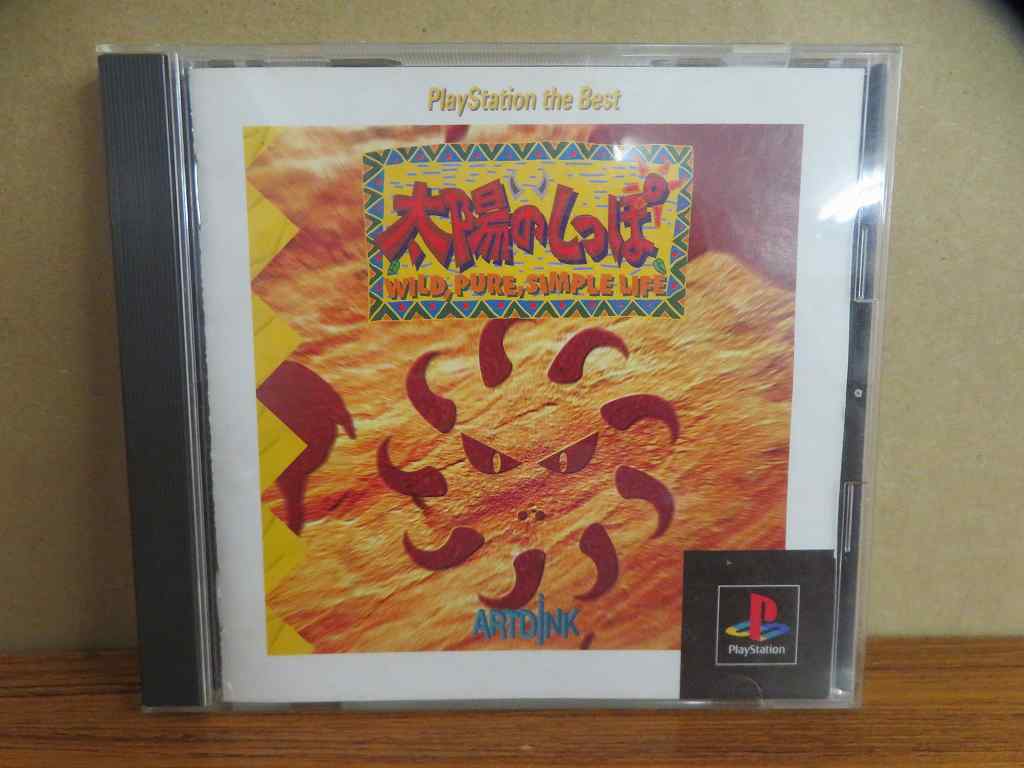 PlayStation the Best
太陽のしっぽ
WILD, PURE, SIMPLE LIFE
ARTDINK
PlayStation